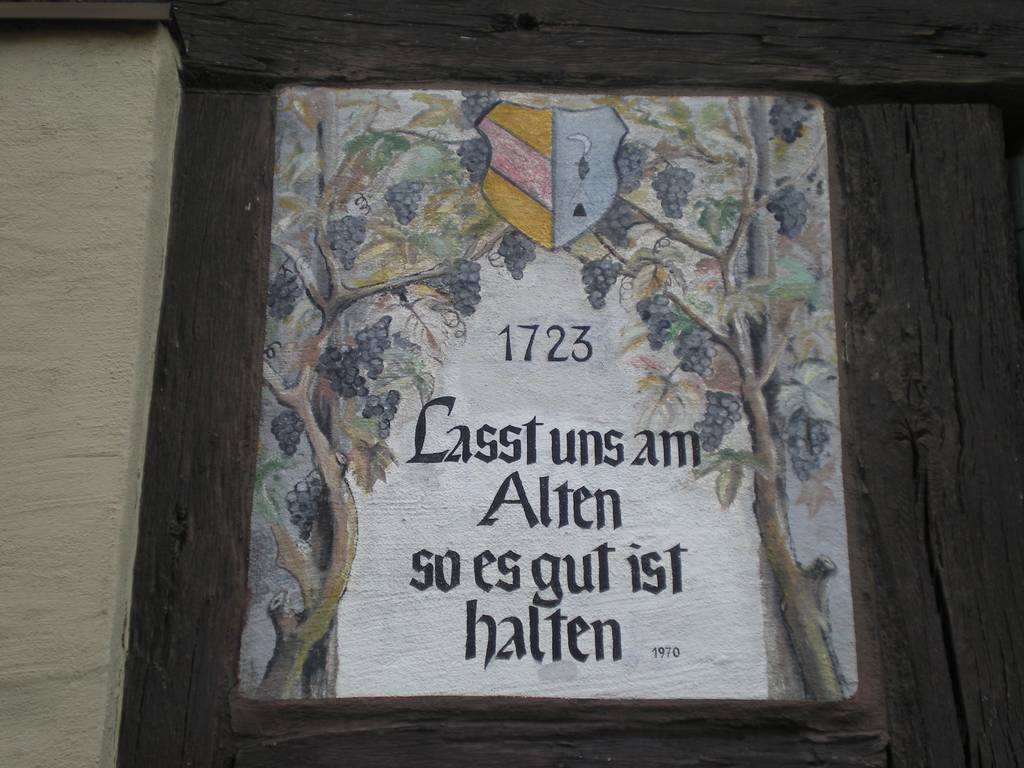 1723
Lasst uns am
Alten
so es gut ist
halten
1970